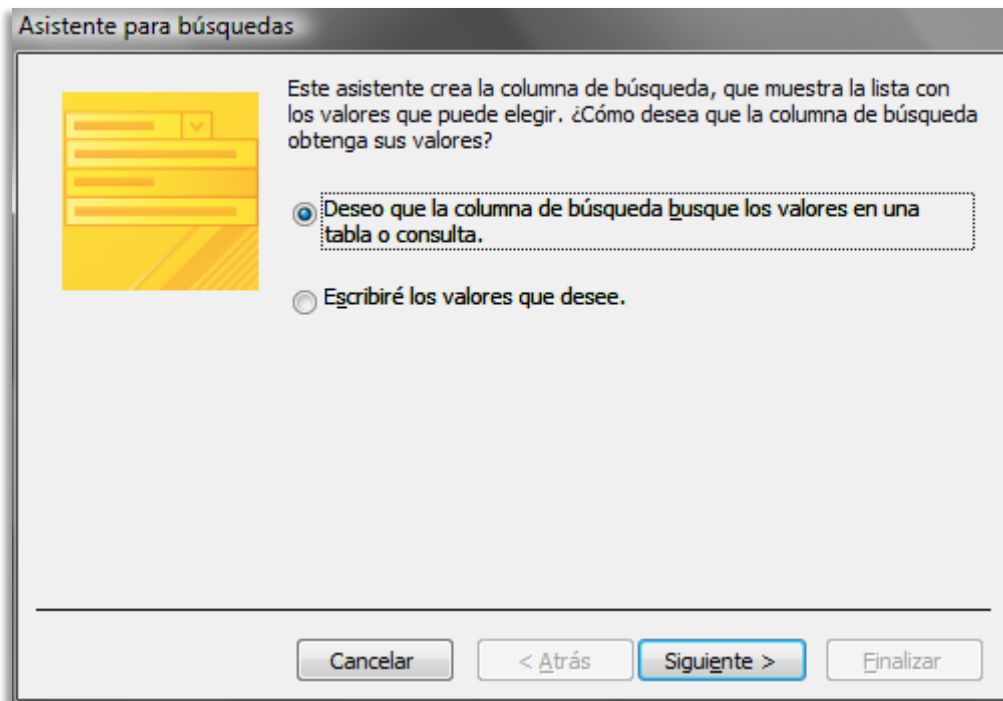 Asistente para búsquedas
Este asistente crea la columna de búsqueda, que muestra la lista con
los valores que puede elegir. ¿Cómo desea que la columna de búsqueda
obtenga sus valores?
Deseo que la columna de búsqueda busque los valores en una
tabla o consulta.
Escribiré los valores que desee.
Cancelar
< Atrás
Siguiente >
Finalizar